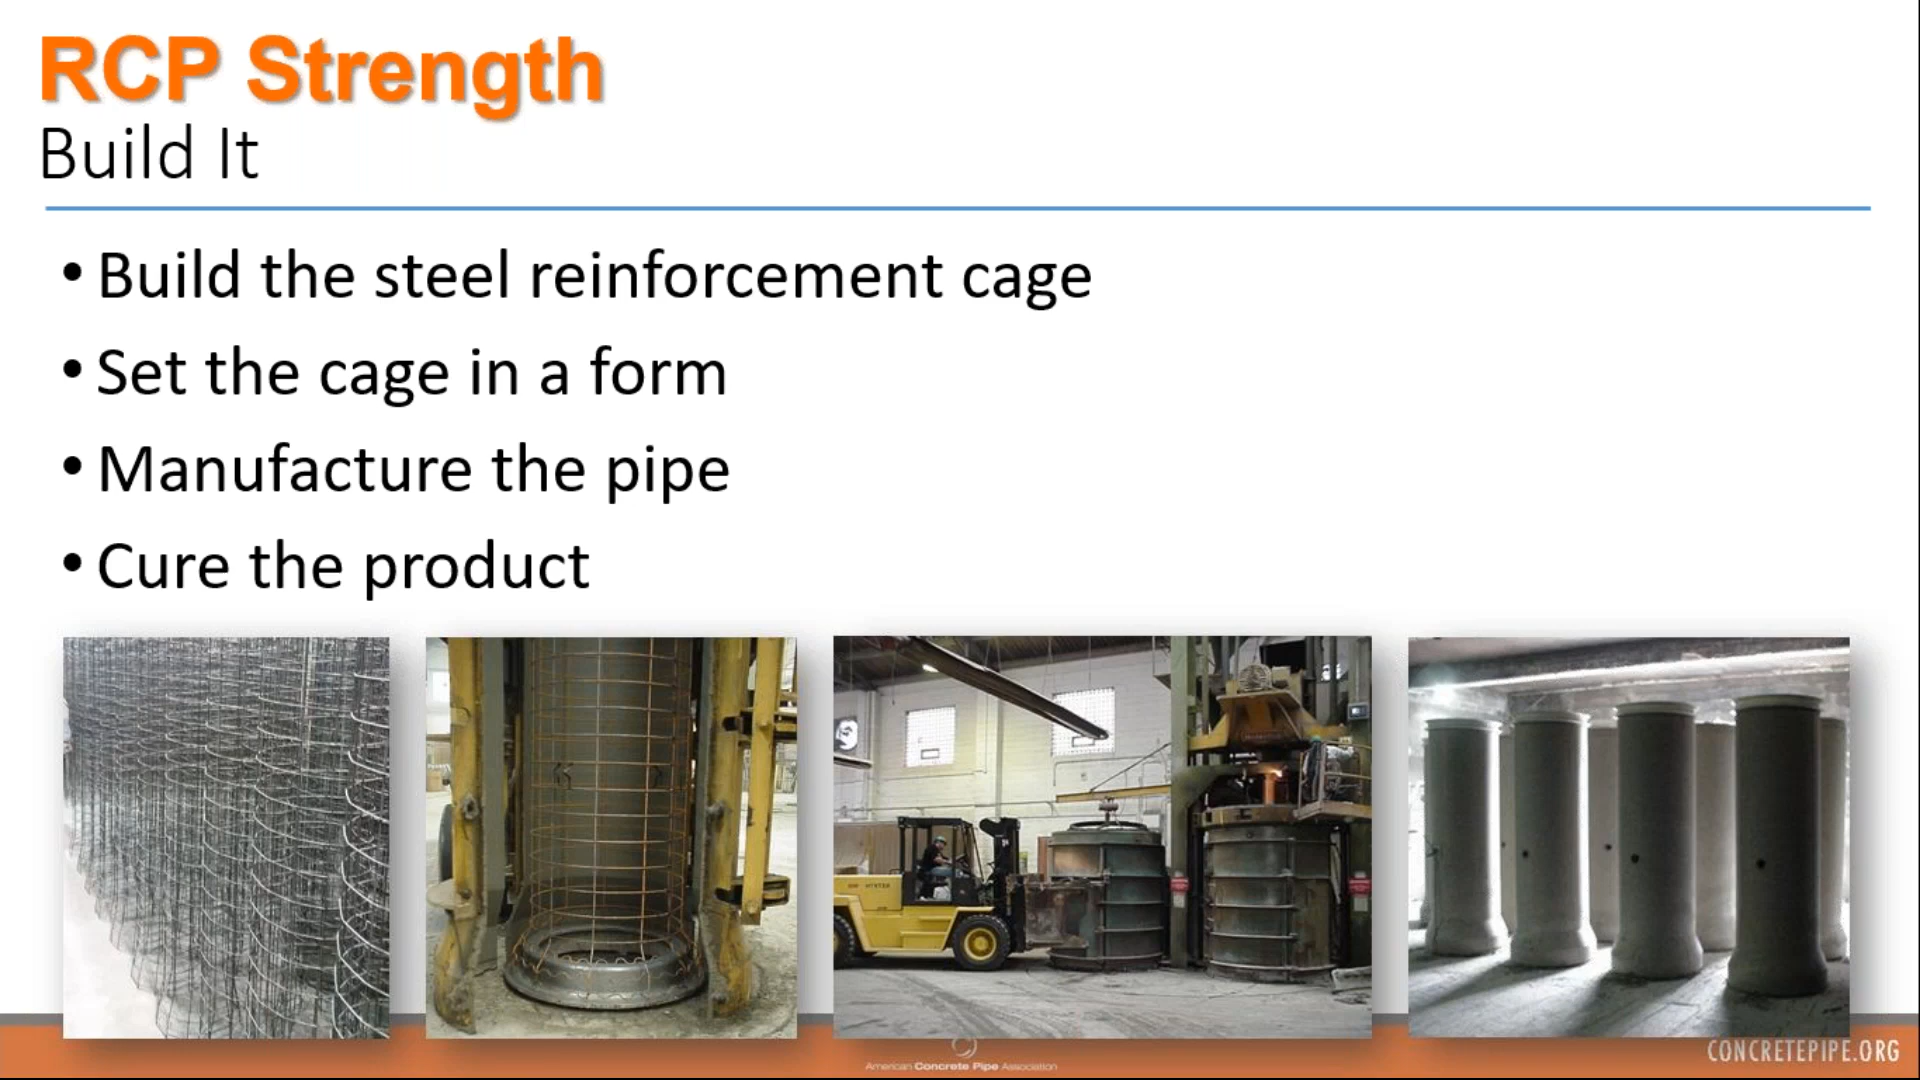 RCP Strength
Build It
• Build the steel reinforcement cage
• Set the cage in a form
• Manufacture the pipe
• Cure the product
American Concrete Pipe Association
CONCRETEPIPE.ORG